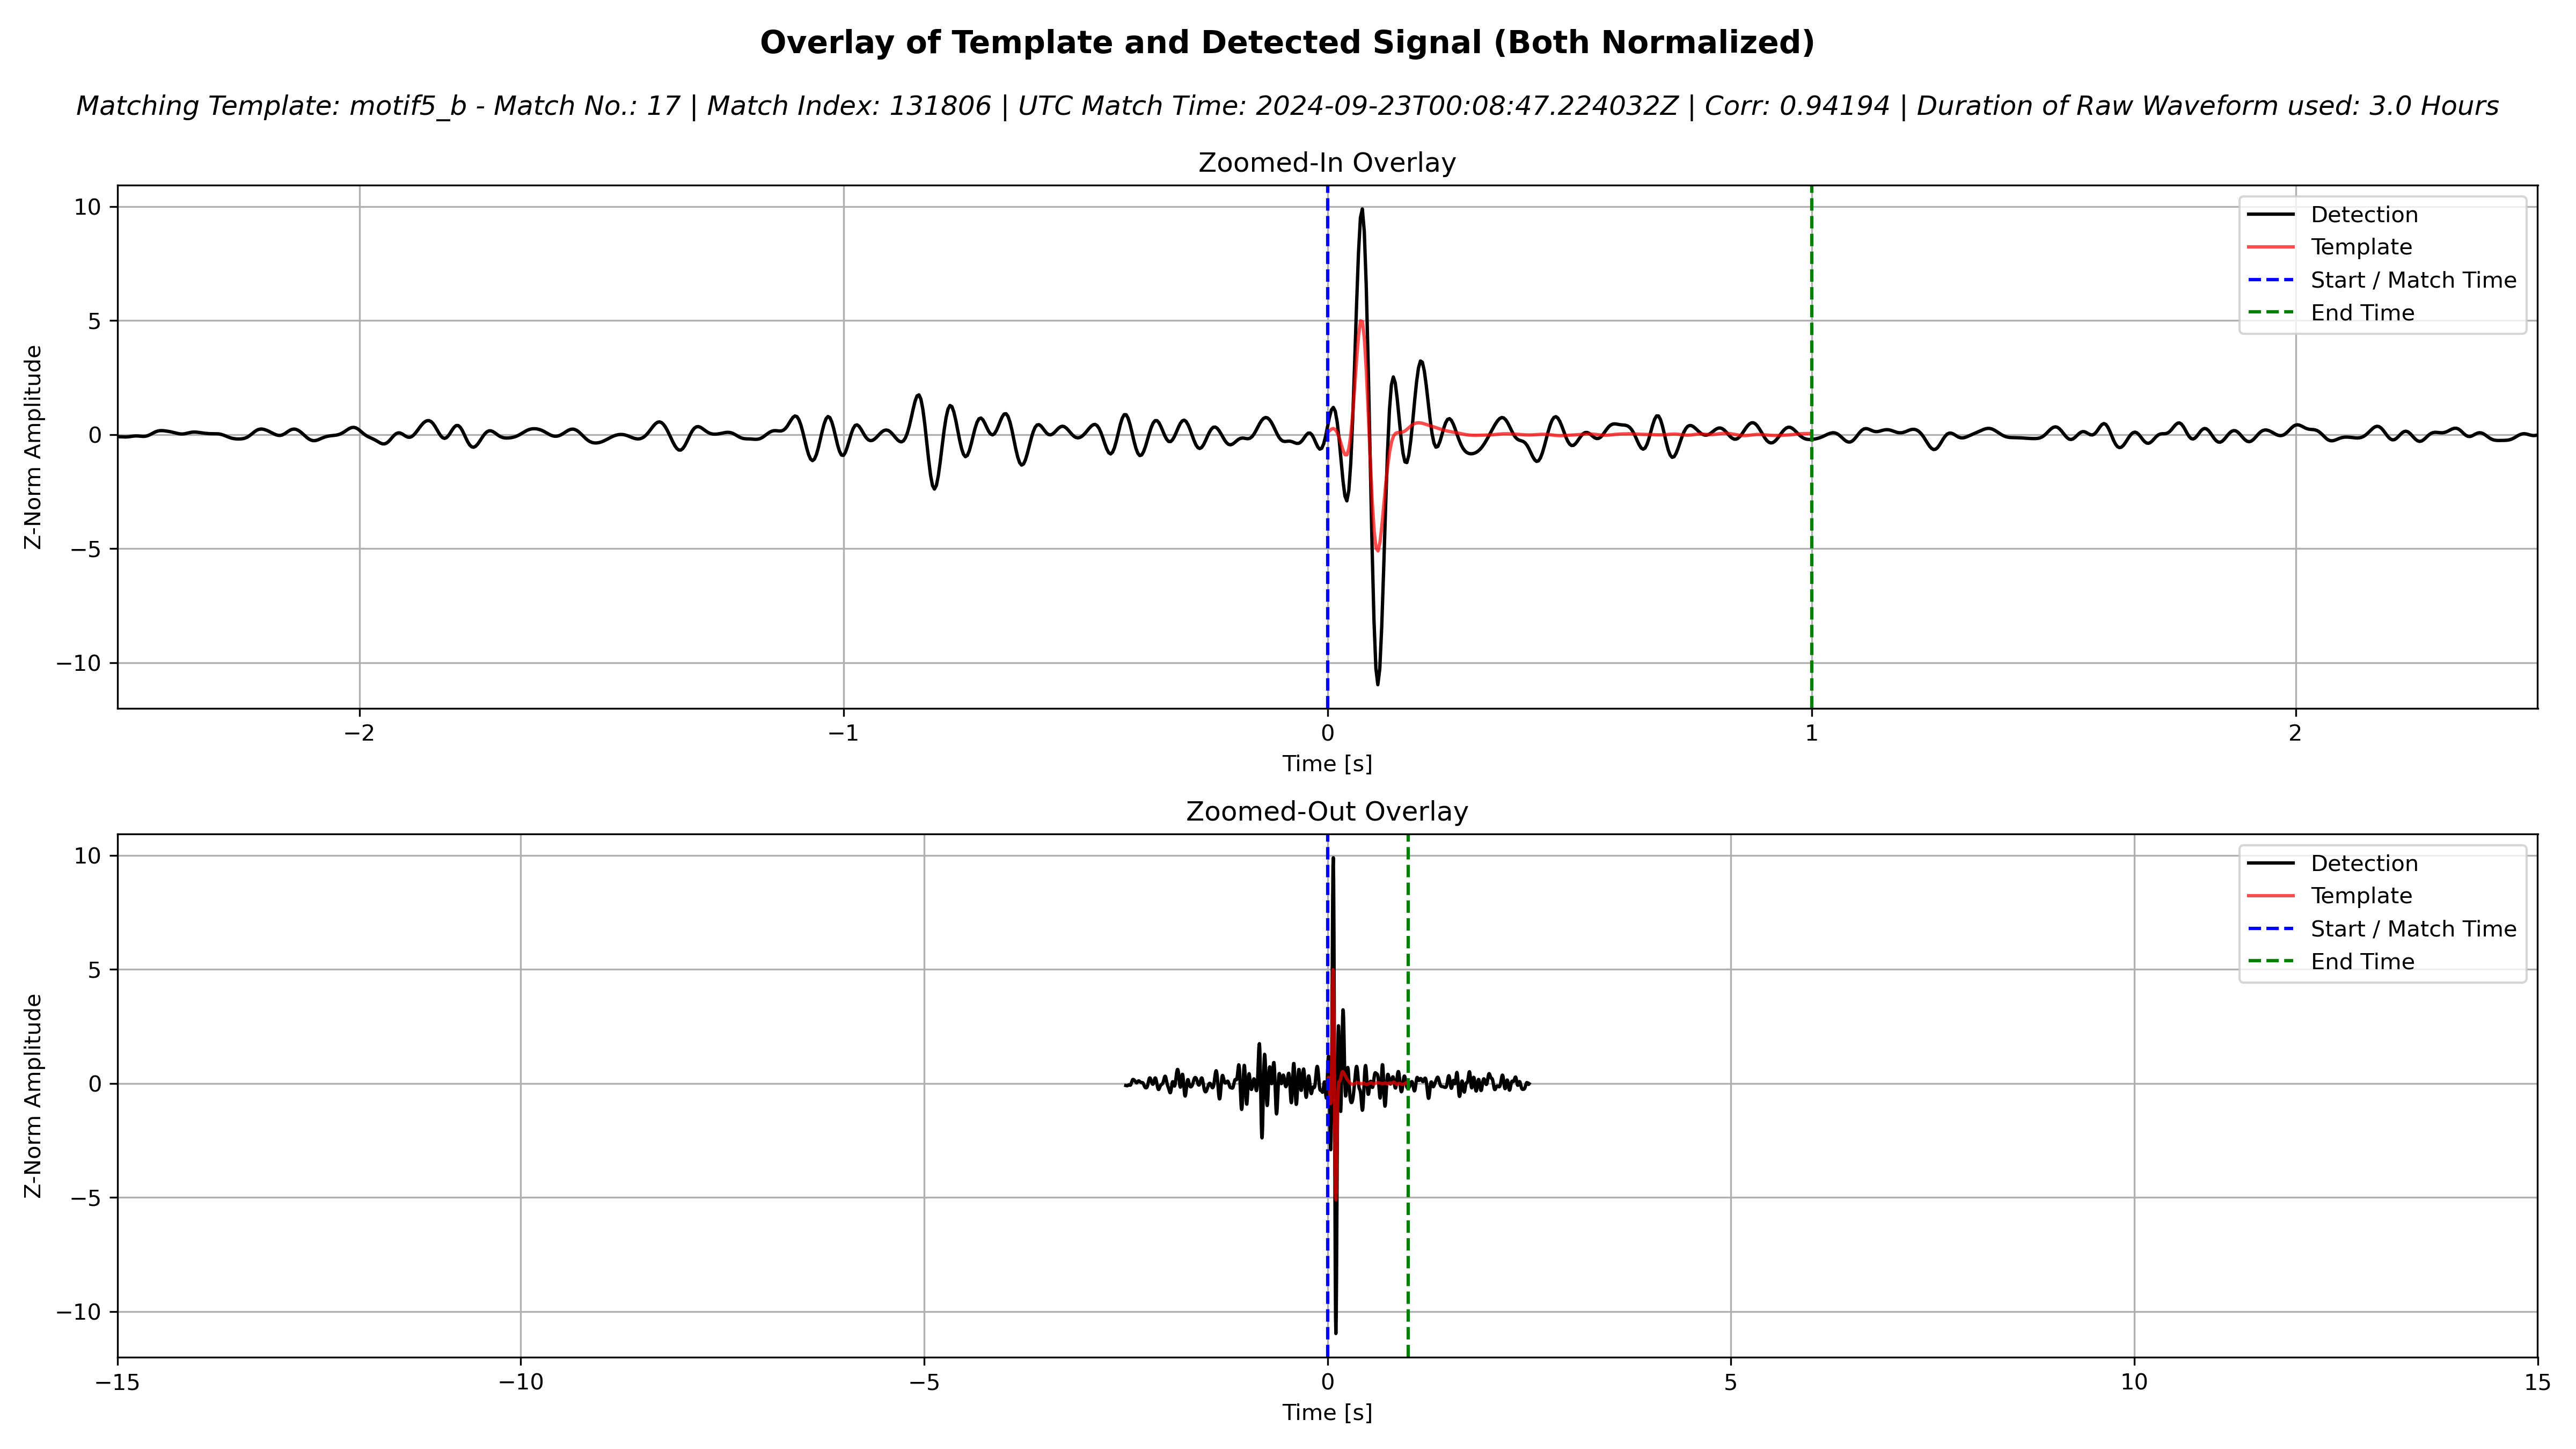 Overlay of Template and Detected Signal (Both Normalized)
Matching Template: motif5_b - Match No.: 17 | Match Index: 131806 | UTC Match Time: 2024-09-23T00:08:47.224032Z | Corr: 0.94194 | Duration of Raw Waveform used: 3.0 Hours
Zoomed-In Overlay
Z-Norm Amplitude
10
5
0
−5
−10
Detection
Template
Start / Match Time
End Time
−2
−1
0
1
2
Time [s]
Zoomed-Out Overlay
Z-Norm Amplitude
10
5
0
−5
−10
Detection
Template
Start / Match Time
End Time
−15
−10
−5
0
5
10
15
Time [s]